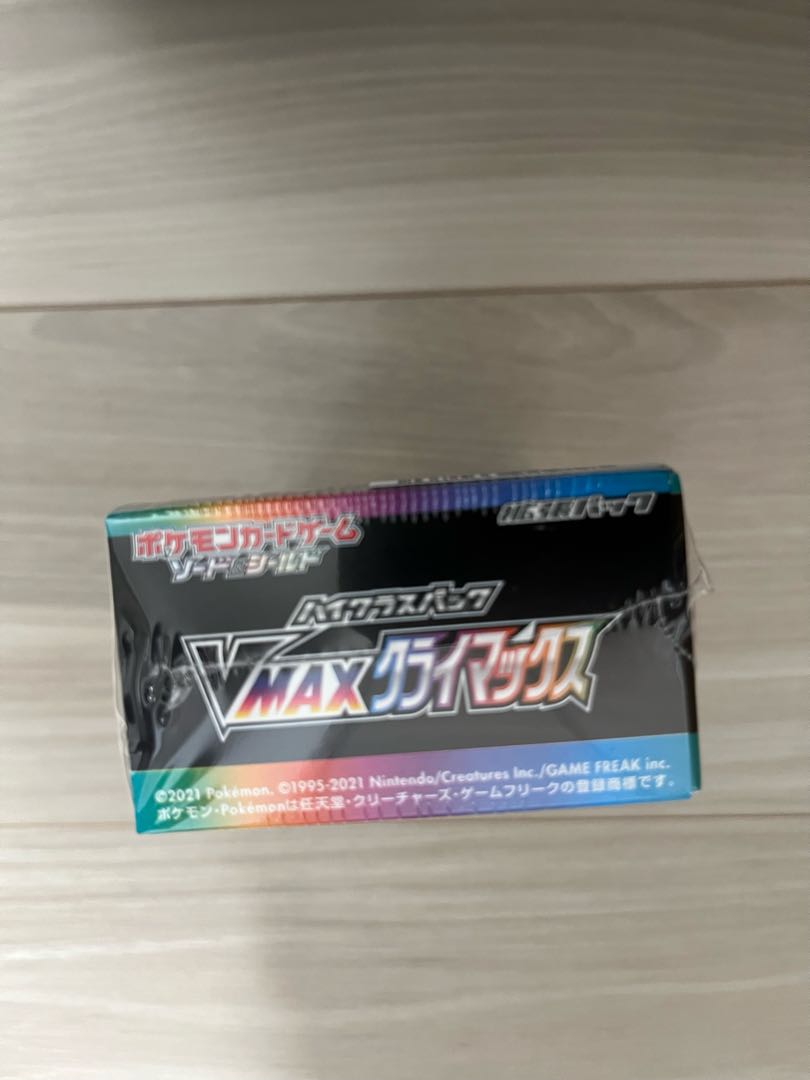 ポケモンカードゲーム
拡張パック
ソード&シールド
ハイクラスパック
VMAXクライマックス
©2021 Pokémon. ©1995-2021 Nintendo/Creatures Inc./GAME FREAK inc.
ポケモン・Pokémonは任天堂・クリーチャーズ・ゲームフリークの登録商標です。